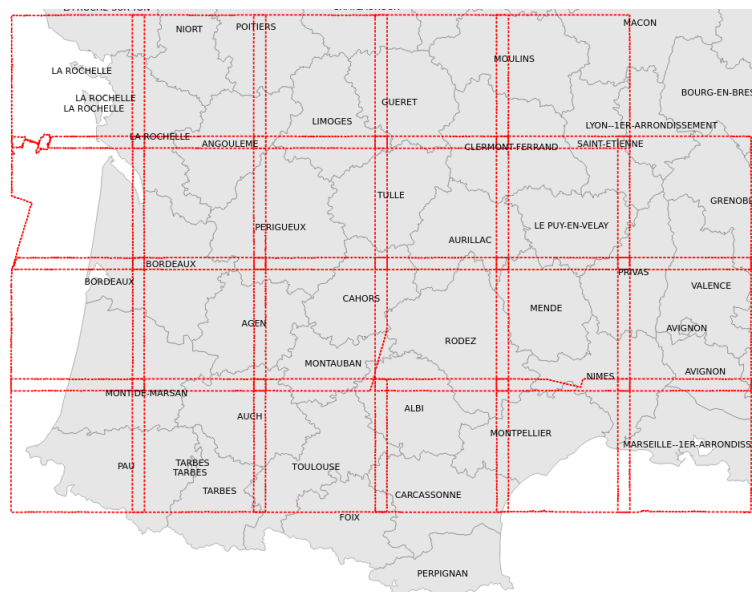 MACON
NIORT
POITIERS
MOULINS
LA ROCHELLE
BOURG-EN-BRES
LA ROCHELLE
GUERET
LA ROCHELLE
LIMOGES
LYON--1ER-ARRONDISSEMENT
LA ROCHELLE
ANGOULEME
CLERMONT-FERRAND
SAINT-ETIENNE
TULLE
GRENOBL
PERIGUEUX
LE PUY-EN-VELAY
AURILLAC
BORDEAUX
PRIVAS
BORDEAUX
VALENCE
CAHORS
MENDE
AGEN
AVIGNON
RODEZ
MONTAUBAN
NIMES
AVIGNON
MONT-DE-MARSAN
ALBI
AUCH
MONTPELLIER
MARSEILLE--1ER-ARRONDISS
PAU
TARBES
TOULOUSE
TARBES
TARBES
CARCASSONNE
FOIX
PERPIGNAN